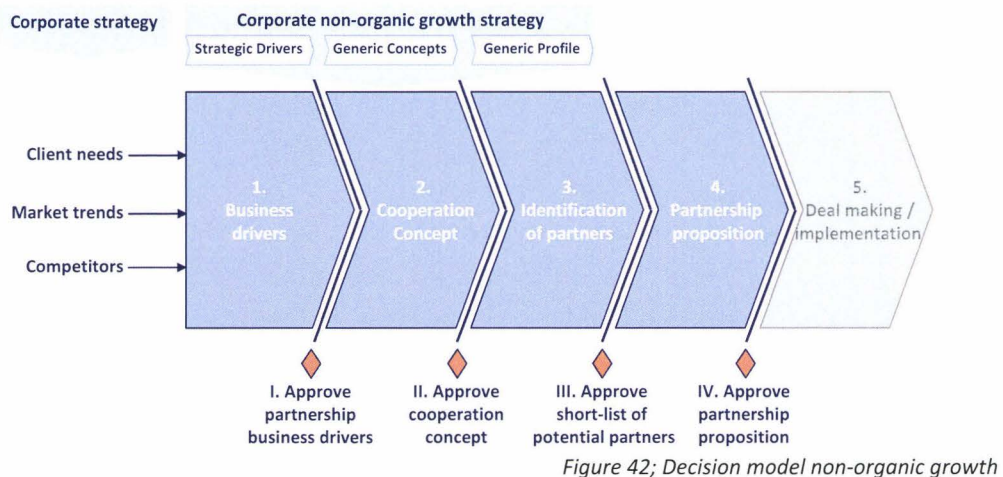 Corporate strategy
Corporate non-organic growth strategy
Strategic Drivers
Generic Concepts
Generic Profile
Client needs
Market trends
Competitors
1.
Business
drivers
2.
Cooperation
Concept
3.
Identification
of partners
4.
Partnership
proposition
5.
Deal making /
implementation
I. Approve
partnership
business drivers
II. Approve
cooperation
concept
III. Approve
short-list of
potential partners
IV. Approve
partnership
proposition
Figure 42; Decision model non-organic growth